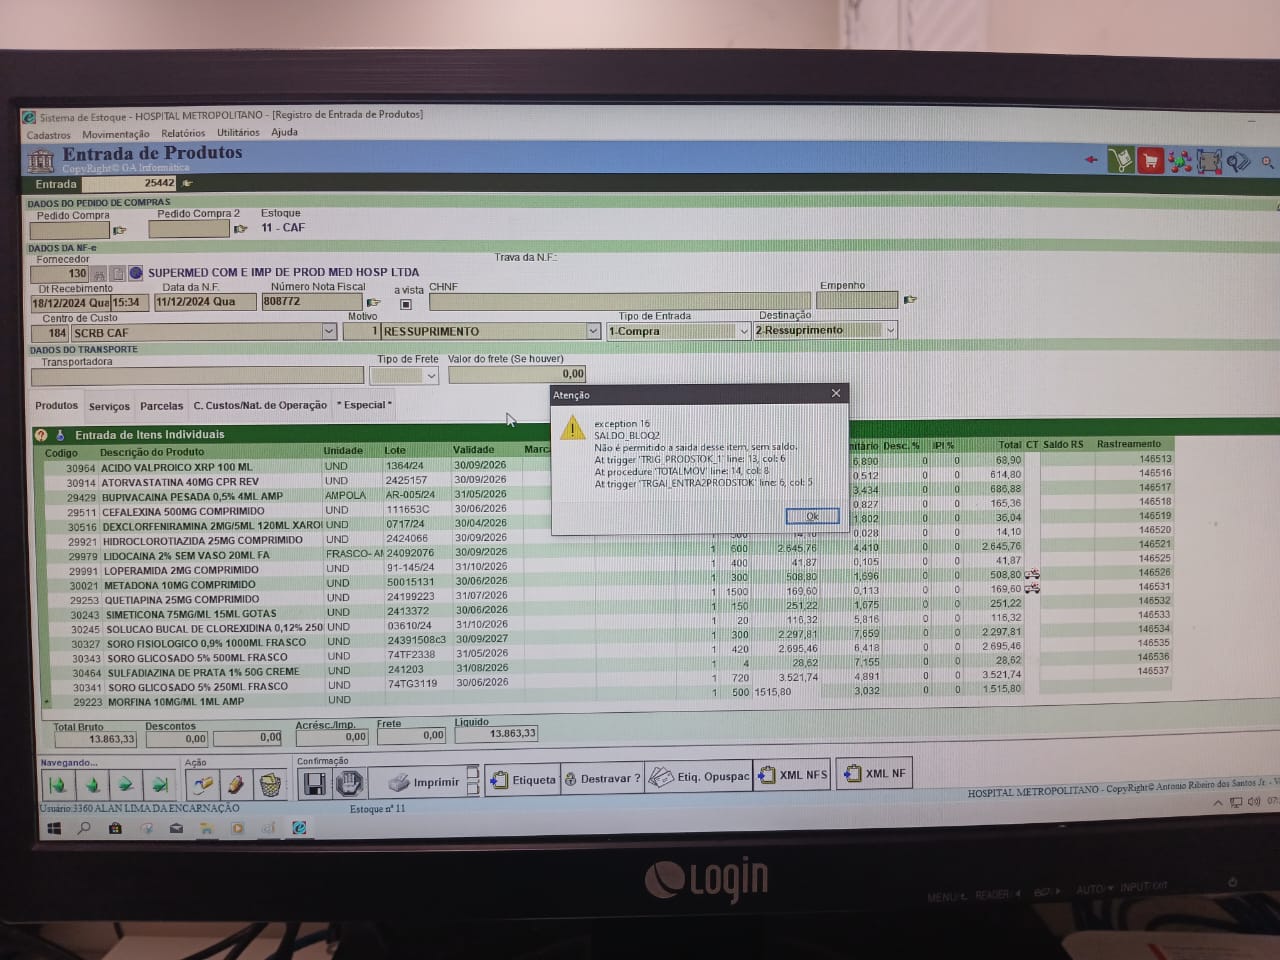 Sistema de Estoque - HOSPITAL METROPOLITANO - [Registro de Entrada de Produtos]
Cadastros Movimentação Relatórios Utilitários Ajuda
Entrada de Produtos
CopyRight© GA Informática
Entrada 25442
DADOS DO PEDIDO DE COMPRAS
Pedido Compra Pedido Compra 2 Estoque
11 - CAF
DADOS DA NF-e
Fornecedor Trava da N.F.:
130 SUPERMED COM E IMP DE PROD MED HOSP LTDA
Dt Recebimento Data da N.F. Número Nota Fiscal a vista CHNF Empenho
18/12/2024 Qua 15:34 11/12/2024 Qua 808772
Centro de Custo Motivo Tipo de Entrada Destinação
184 SCRB CAF 1 RESSUPRIMENTO 1-Compra 2-Ressuprimento
DADOS DO TRANSPORTE
Transportadora Tipo de Frete Valor do frete (Se houver)
0,00
Produtos Serviços Parcelas C. Custos/Nat. de Operação * Especial *
Atenção
exception 16
SALDO_BLOQ2
Não é permitido a saida desse item, sem saldo.
At trigger 'TRIG_PRODSTOK_1' line: 13, col: 6
At procedure 'TOTALMOV' line: 14, col: 8
At trigger 'TRGAI_ENTRA2PRODSTOK' line: 6, col: 5
Ok
Entrada de Itens Individuais
Codigo Descrição do Produto Unidade Lote Validade Marc nitário Desc. % IPI % Total CT Saldo RS Rastreamento
30964 ACIDO VALPROICO XRP 100 ML UND 1364/24 30/09/2026 6,890 0 0 68,90 146513
30914 ATORVASTATINA 40MG CPR REV UND 2425157 30/09/2026 0,512 0 0 614,80 146516
29429 BUPIVACAINA PESADA 0,5% 4ML AMP AMPOLA AR-005/24 31/05/2026 3,434 0 0 686,88 146517
29511 CEFALEXINA 500MG COMPRIMIDO UND 111653C 30/06/2026 0,827 0 0 165,36 146518
30516 DEXCLORFENIRAMINA 2MG/5ML 120ML XARO UND 0717/24 30/04/2026 1,802 0 0 36,04 146519
29921 HIDROCLOROTIAZIDA 25MG COMPRIMIDO UND 2424066 30/09/2026 500 14,10 0,028 0 0 14,10 146520
29979 LIDOCAINA 2% SEM VASO 20ML FA FRASCO- AM 24092076 30/09/2026 1 600 2.645,76 4,410 0 0 2.645,76 146521
29991 LOPERAMIDA 2MG COMPRIMIDO UND 91-145/24 31/10/2026 1 400 41,87 0,105 0 0 41,87 146525
30021 METADONA 10MG COMPRIMIDO UND 50015131 30/06/2026 1 300 508,80 1,696 0 0 508,80 146526
29253 QUETIAPINA 25MG COMPRIMIDO UND 24199223 31/07/2026 1 1500 169,60 0,113 0 0 169,60 146531
30243 SIMETICONA 75MG/ML 15ML GOTAS UND 2413372 30/06/2026 1 150 251,22 1,675 0 0 251,22 146532
30245 SOLUCAO BUCAL DE CLOREXIDINA 0,12% 250 UND 03610/24 31/10/2026 1 20 116,32 5,816 0 0 116,32 146533
30327 SORO FISIOLOGICO 0,9% 1000ML FRASCO UND 24391508c3 30/09/2027 1 300 2.297,81 7,659 0 0 2.297,81 146534
30343 SORO GLICOSADO 5% 500ML FRASCO UND 74TF2338 31/05/2026 1 420 2.695,46 6,418 0 0 2.695,46 146535
30464 SULFADIAZINA DE PRATA 1% 50G CREME UND 241203 31/08/2026 1 4 28,62 7,155 0 0 28,62 146536
30341 SORO GLICOSADO 5% 250ML FRASCO UND 74TG3119 30/06/2026 1 720 3.521,74 4,891 0 0 3.521,74 146537
29223 MORFINA 10MG/ML 1ML AMP UND 1 500 1515,80 3,032 0 0 1.515,80
Total Bruto Descontos Acrésc./Imp. Frete Liquido
13.863,33 0,00 0,00 0,00 0,00 13.863,33
Navegando... Ação Confirmação
Imprimir Etiqueta Destravar ? Etiq. Opuspac XML NFS XML NF
Usuário:3360 ALAN LIMA DA ENCARNAÇÃO Estoque nº 11 HOSPITAL METROPOLITANO - CopyRight© Antonio Ribeiro dos Santos Jr. - V
07:
LOGIN
MENU/ READER/ AUTO/ INPUT/EXIT